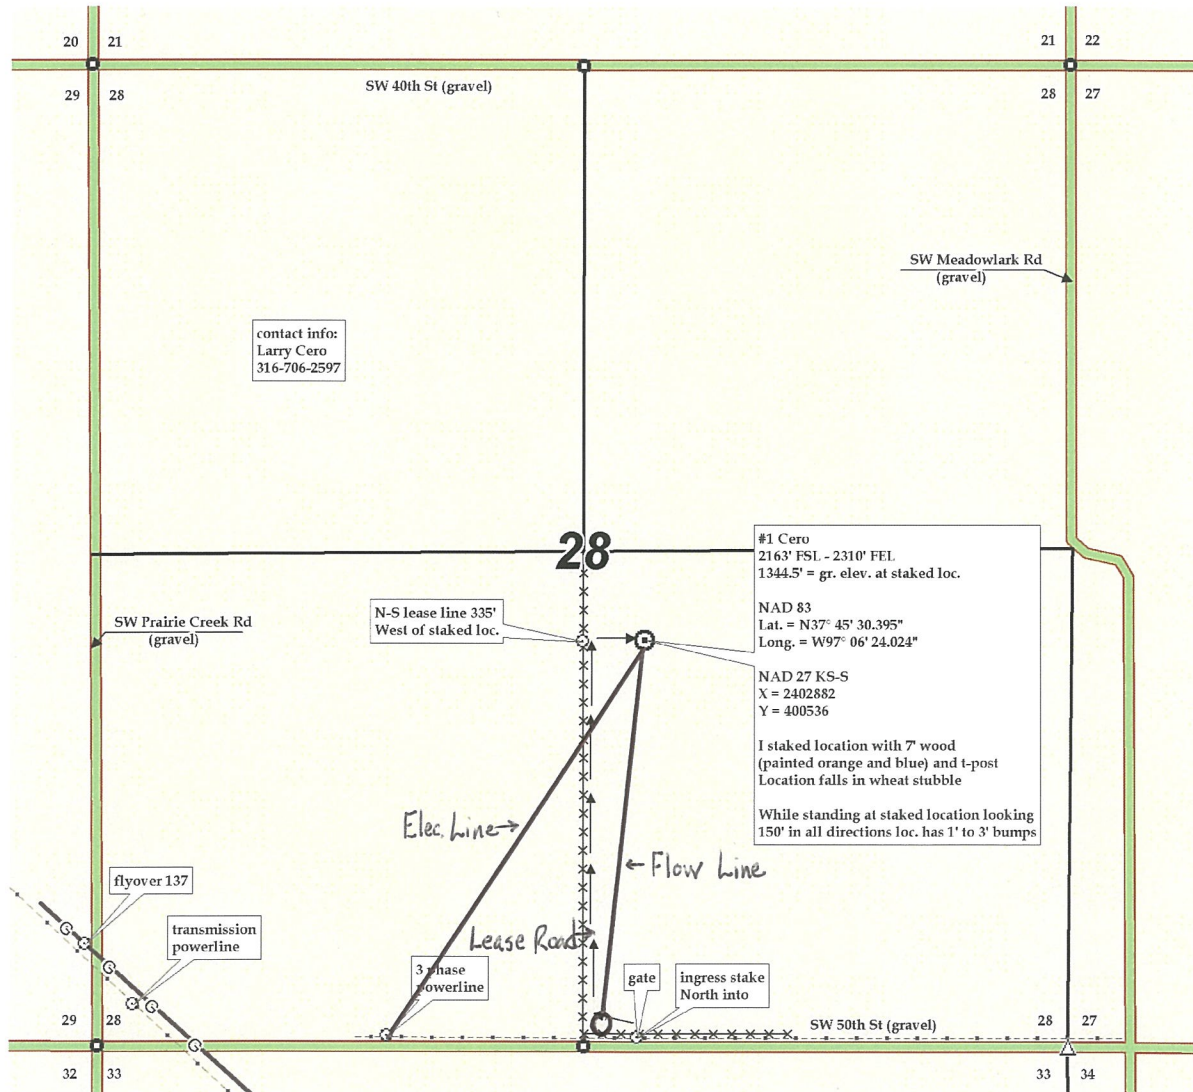 20 21
21 22
SW 40th St (gravel)
29 28
28 27
SW Meadowlark Rd
(gravel)
contact info:
Larry Cero
316-706-2597
28
#1 Cero
2163' FSL - 2310' FEL
1344.5' = gr. elev. at staked loc.
NAD 83
Lat. = N37° 45' 30.395"
Long. = W97° 06' 24.024"
NAD 27 KS-S
X = 2402882
Y = 400536
I staked location with 7' wood
(painted orange and blue) and t-post
Location falls in wheat stubble
While standing at staked location looking
150' in all directions loc. has 1' to 3' bumps
N-S lease line 335'
West of staked loc.
SW Prairie Creek Rd
(gravel)
Elec. Line
Flow Line
flyover 137
transmission
powerline
Lease Road
3 phase
powerline
gate
ingress stake
North into
SW 50th St (gravel)
29 28
28 27
32 33
33 34